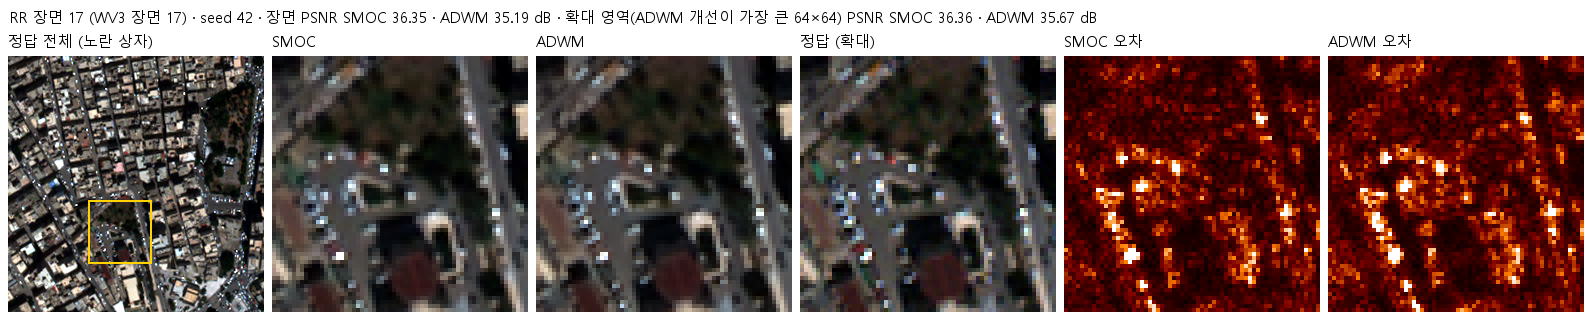 RR 장면 17 (WV3 장면 17) · seed 42 · 장면 PSNR SMOC 36.35 · ADWM 35.19 dB · 확대 영역(ADWM 개선이 가장 큰 64×64) PSNR SMOC 36.36 · ADWM 35.67 dB
정답 전체 (노란 상자)
SMOC
ADWM
정답 (확대)
SMOC 오차
ADWM 오차